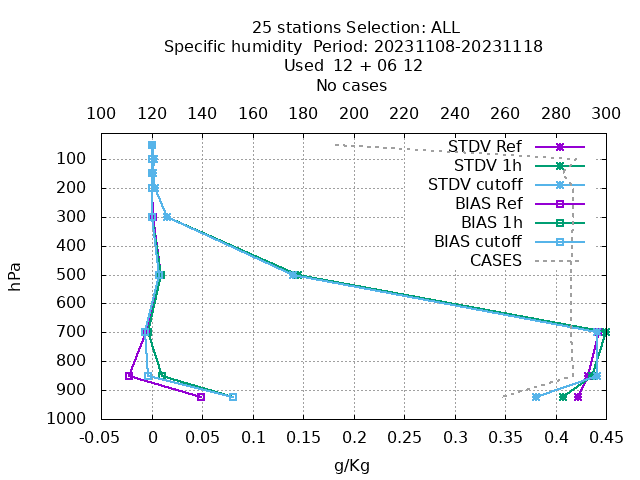 25 stations Selection: ALL
Specific humidity  Period: 20231108-20231118
Used  12 + 06 12
No cases
100 120 140 160 180 200 220 240 260 280 300
STDV Ref
STDV 1h
STDV cutoff
BIAS Ref
BIAS 1h
BIAS cutoff
CASES
hPa
100
200
300
400
500
600
700
800
900
1000
-0.05 0 0.05 0.1 0.15 0.2 0.25 0.3 0.35 0.4 0.45
g/Kg